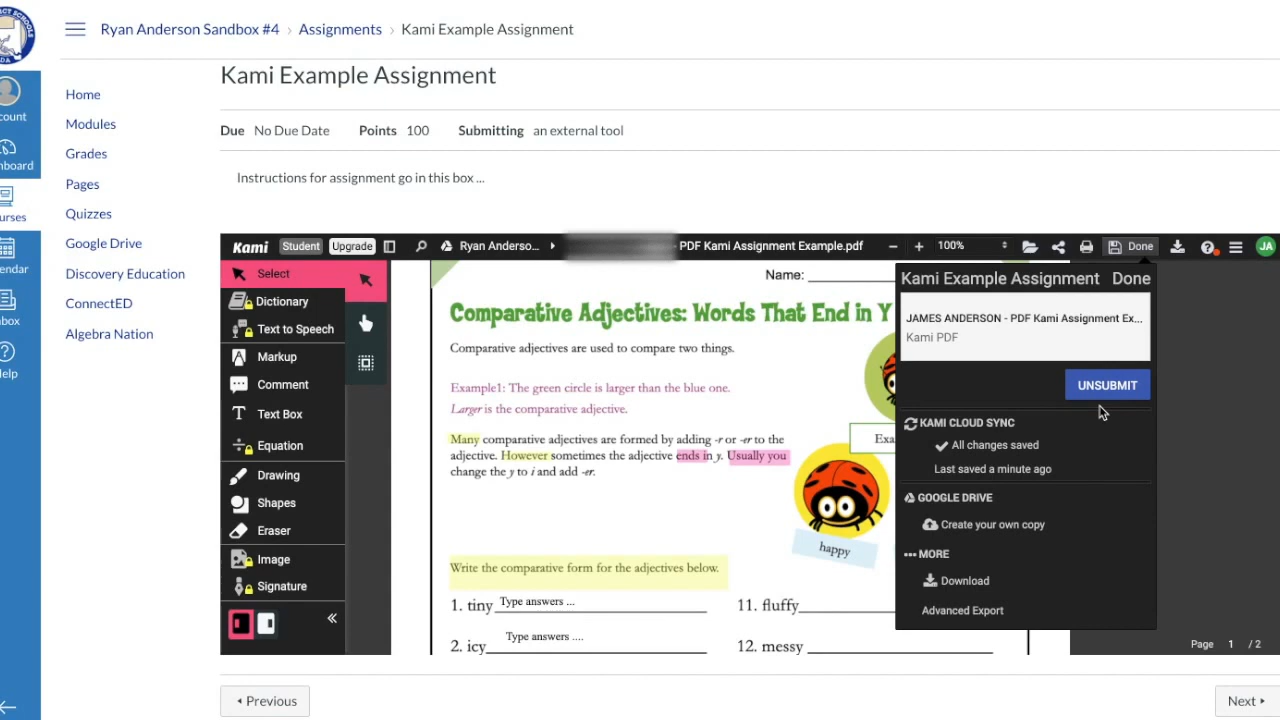 Ryan Anderson Sandbox #4 › Assignments › Kami Example Assignment
Kami Example Assignment
Due No Due Date Points 100 Submitting an external tool
Instructions for assignment go in this box ...
Home
Modules
Grades
Pages
Quizzes
Google Drive
Discovery Education
ConnectED
Algebra Nation
Kami Student Upgrade Ryan Anderso... PDF Kami Assignment Example.pdf − + 100% Done JA
Select
Dictionary
Text to Speech
Markup
Comment
Text Box
Equation
Drawing
Shapes
Eraser
Image
Signature
Name:
Comparative Adjectives: Words That End in Y
Comparative adjectives are used to compare two things.
Example1: The green circle is larger than the blue one.
Larger is the comparative adjective.
Many comparative adjectives are formed by adding -r or -er to the
adjective. However sometimes the adjective ends in y. Usually you
change the y to i and add -er.
Exa
happy
Write the comparative form for the adjectives below.
1. tiny Type answers ...
11. fluffy
2. icy Type answers ....
12. messy
Kami Example Assignment Done
JAMES ANDERSON - PDF Kami Assignment Ex...
Kami PDF
UNSUBMIT
KAMI CLOUD SYNC
All changes saved
Last saved a minute ago
GOOGLE DRIVE
Create your own copy
MORE
Download
Advanced Export
Page 1 / 2
Previous
Next